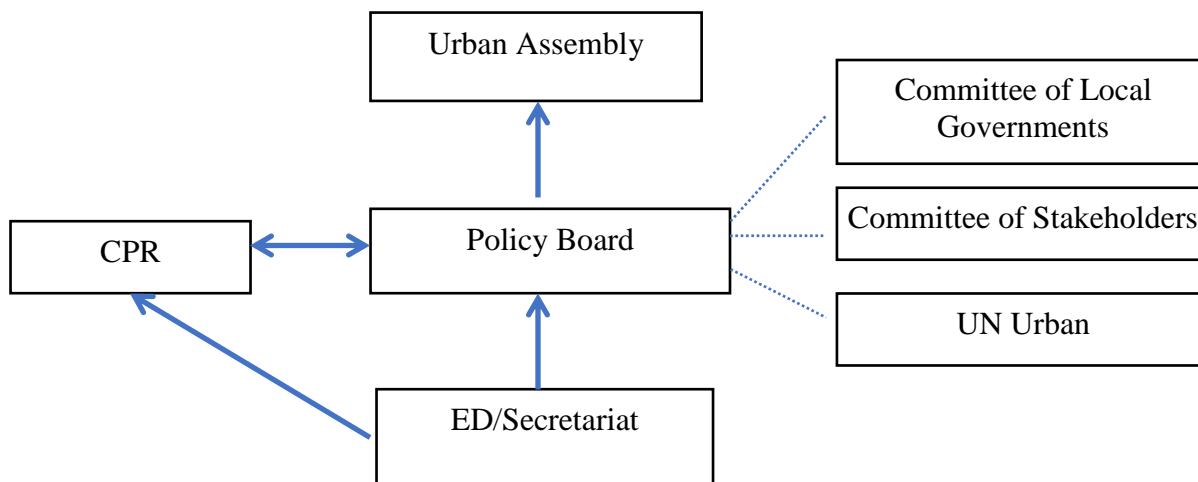 Urban Assembly
Committee of Local
Governments
Committee of Stakeholders
CPR
Policy Board
UN Urban
ED/Secretariat